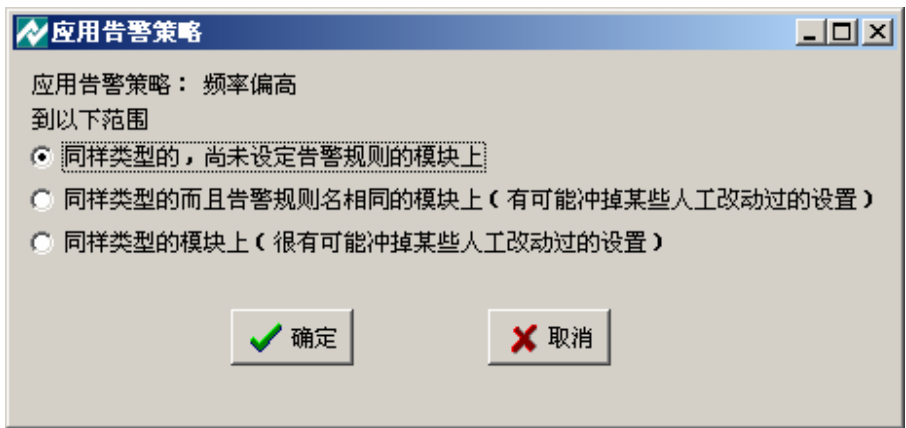 应用告警策略
应用告警策略： 频率偏高
到以下范围
同样类型的，尚未设定告警规则的模块上
同样类型的而且告警规则名相同的模块上（有可能冲掉某些人工改动过的设置）
同样类型的模块上（很有可能冲掉某些人工改动过的设置）
确定 取消